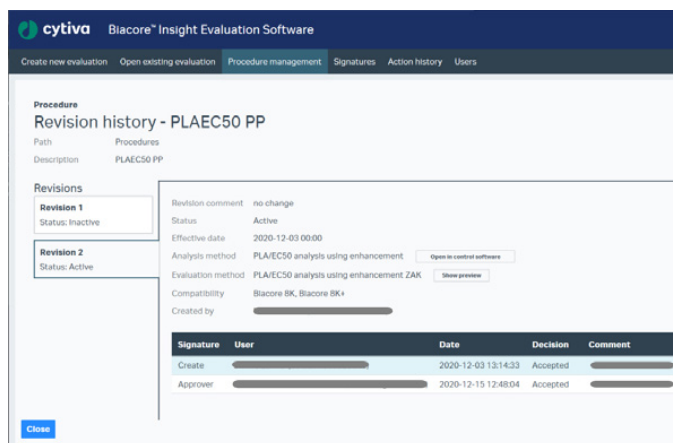 cytiva Biacore™ Insight Evaluation Software
Create new evaluation Open existing evaluation Procedure management Signatures Action history Users
Procedure
Revision history - PLAEC50 PP
Path Procedures
Description PLAEC50 PP
Revisions
Revision 1
Status: Inactive
Revision 2
Status: Active
Revision comment no change
Status Active
Effective date 2020-12-03 00:00
Analysis method PLA/EC50 analysis using enhancement Open in control software
Evaluation method PLA/EC50 analysis using enhancement ZAK Show preview
Compatibility Biacore 8K, Biacore 8K+
Created by
Signature User Date Decision Comment
Create 2020-12-03 13:14:33 Accepted
Approver 2020-12-15 12:48:04 Accepted
Close